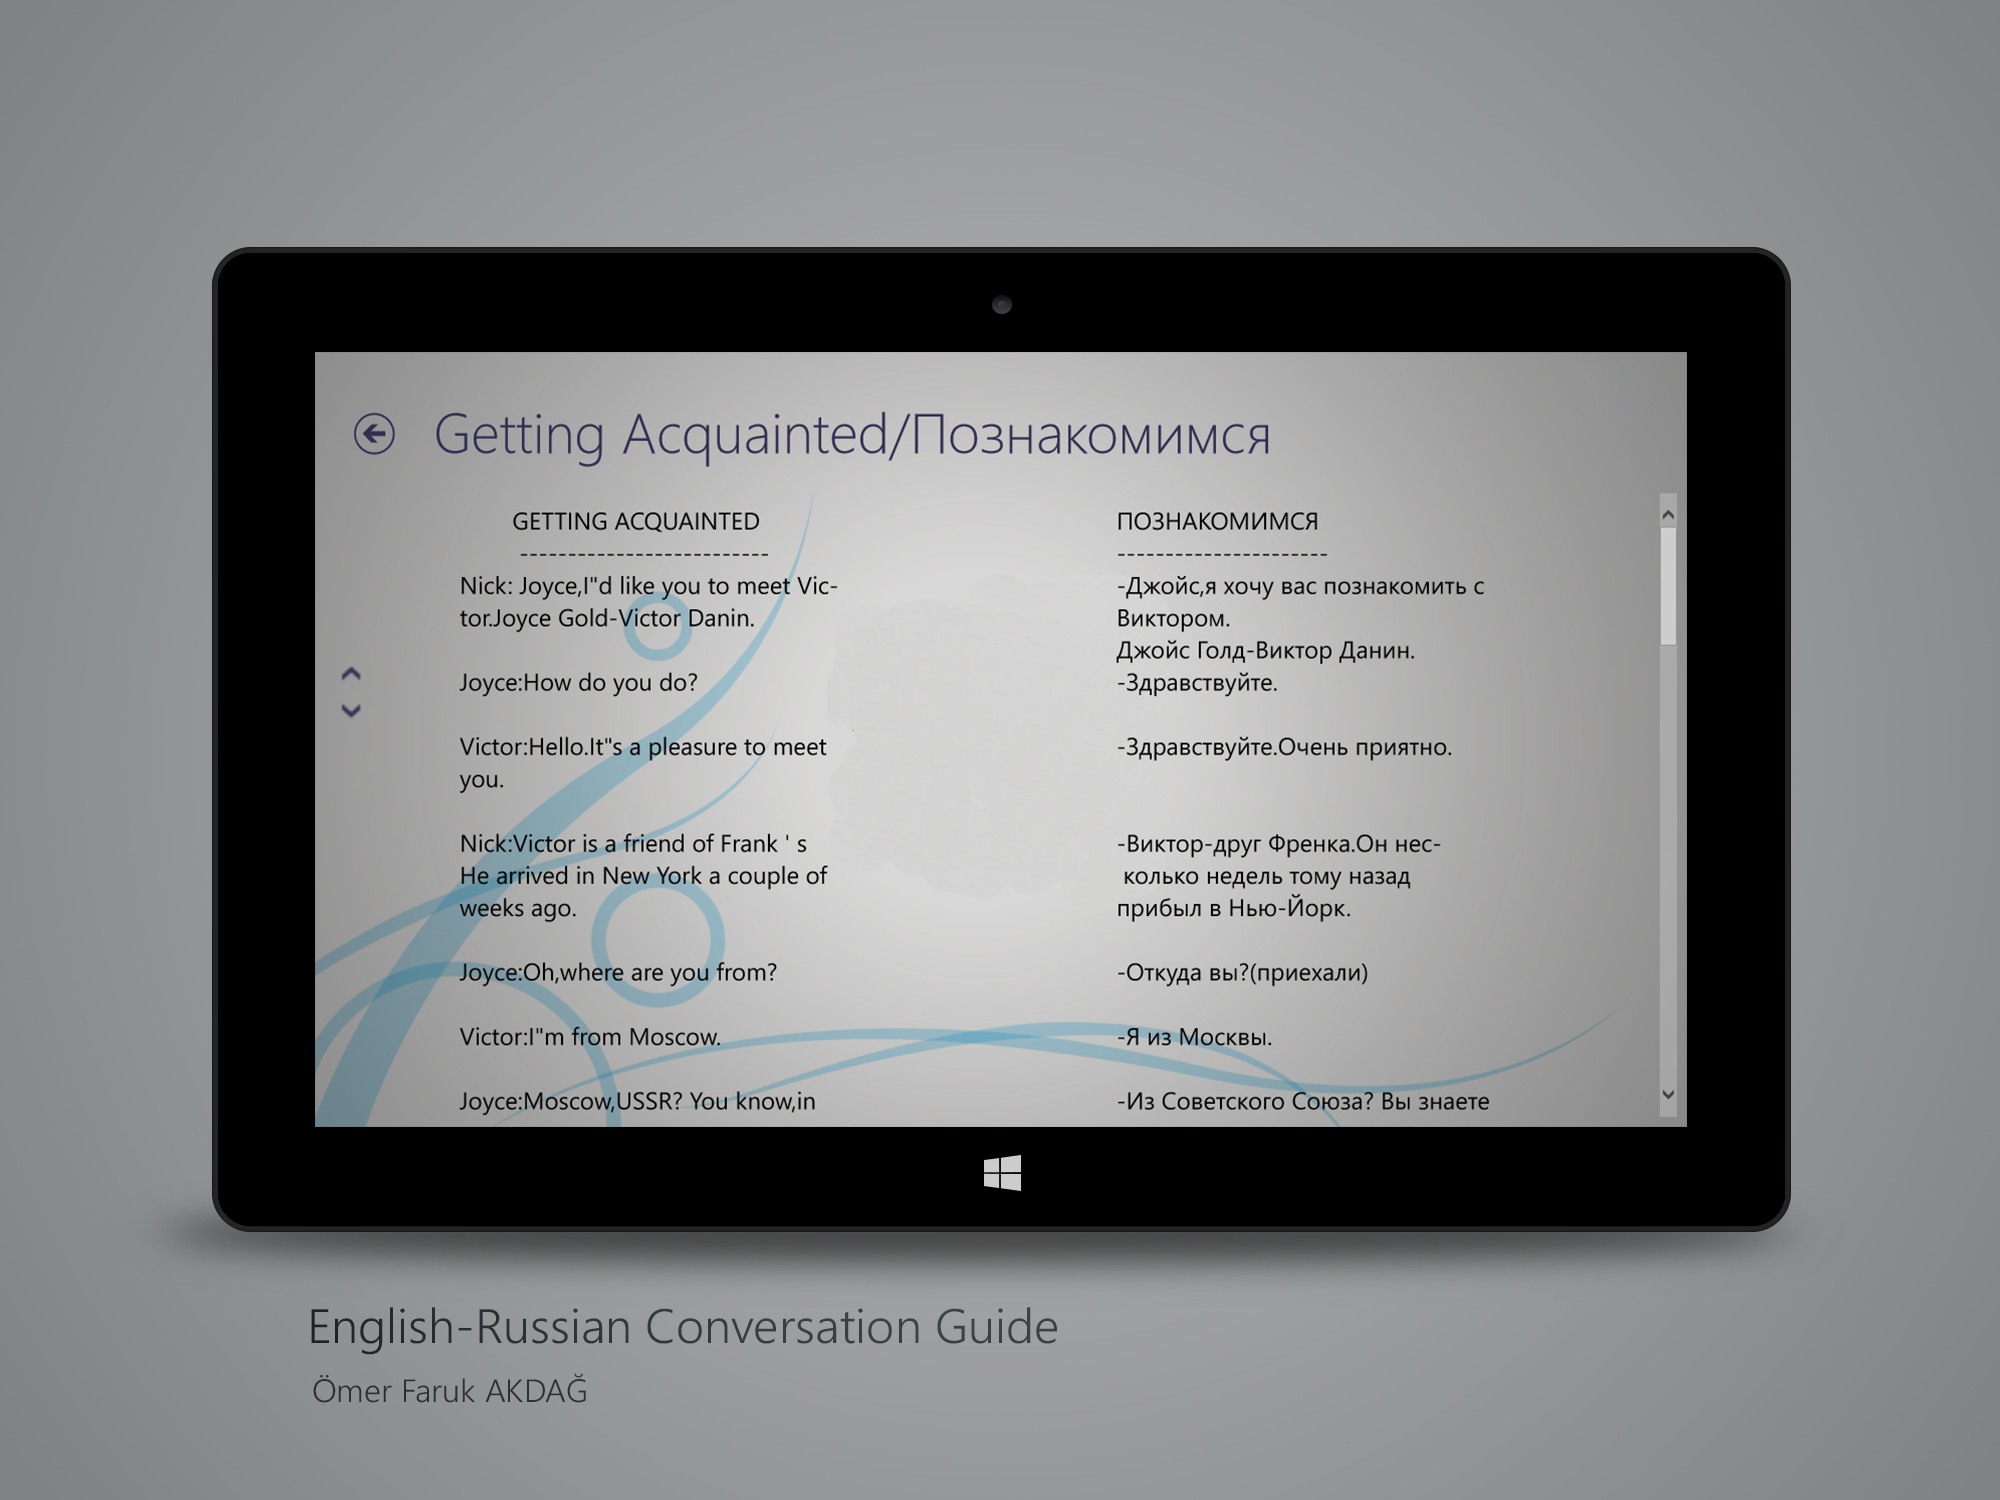 Getting Acquainted/Познакомимся
GETTING ACQUAINTED
--------------------------
Nick: Joyce,I"d like you to meet Vic-
tor.Joyce Gold-Victor Danin.
Joyce:How do you do?
Victor:Hello.It"s a pleasure to meet
you.
Nick:Victor is a friend of Frank ' s
He arrived in New York a couple of
weeks ago.
Joyce:Oh,where are you from?
Victor:I"m from Moscow.
Joyce:Moscow,USSR? You know,in
ПОЗНАКОМИМСЯ
----------------------
-Джойс,я хочу вас познакомить с
Виктором.
Джойс Голд-Виктор Данин.
-Здравствуйте.
-Здравствуйте.Очень приятно.
-Виктор-друг Френка.Он нес-
колько недель тому назад
прибыл в Нью-Йорк.
-Откуда вы?(приехали)
-Я из Москвы.
-Из Советского Союза? Вы знаете
English-Russian Conversation Guide
Ömer Faruk AKDAĞ